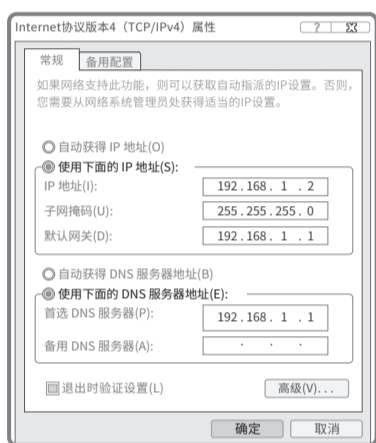 Internet协议版本4（TCP/IPv4）属性
常规 备用配置
如果网络支持此功能，则可以获取自动指派的IP设置。否则，
您需要从网络系统管理员处获得适当的IP设置。
自动获得 IP 地址(O)
使用下面的 IP 地址(S):
IP 地址(I): 192.168. 1 . 2
子网掩码(U): 255.255.255. 0
默认网关(D): 192.168. 1 . 1
自动获得 DNS 服务器地址(B)
使用下面的 DNS 服务器地址(E):
首选 DNS 服务器(P): 192.168. 1 . 1
备用 DNS 服务器(A): . . .
退出时验证设置(L) 高级(V)...
确定 取消